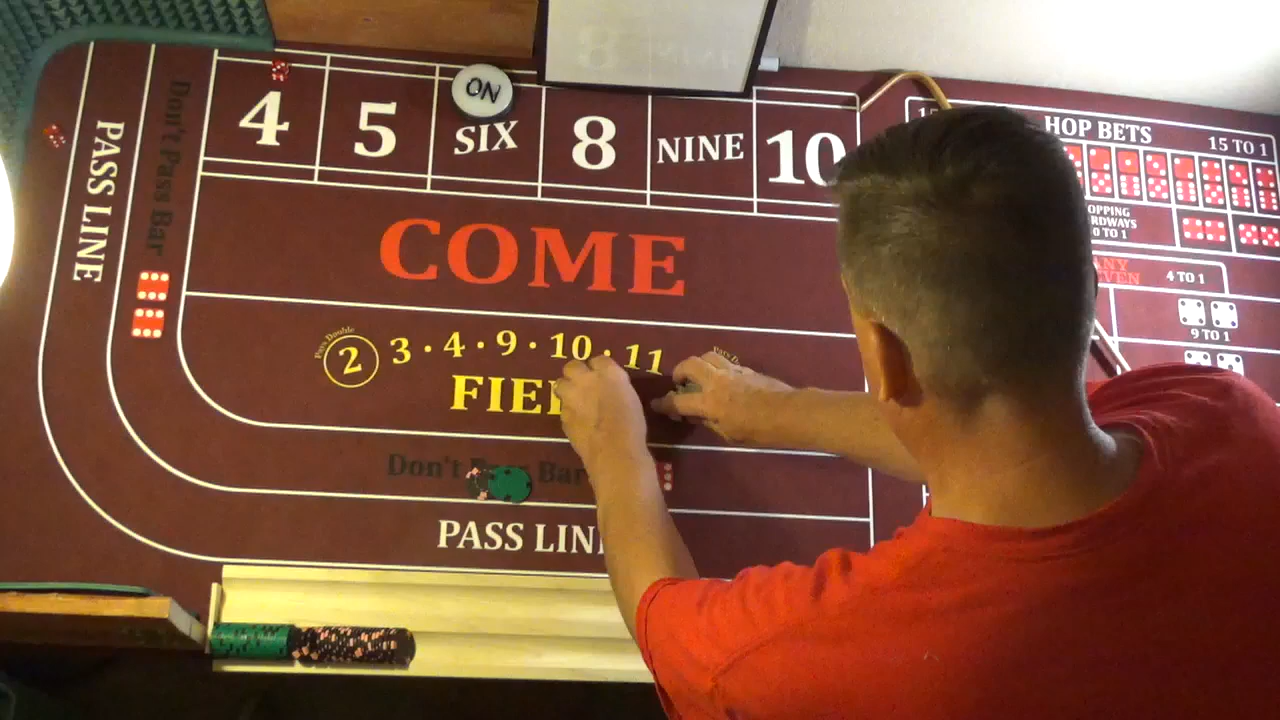 ON
4
5
SIX
8
NINE
10
PASS LINE
Don't Pass Bar
HOP BETS
15 TO 1
4 TO 1
9 TO 1
COME
2 3 · 4 · 9 · 10 · 11
FIE
Don't Bar
PASS LIN